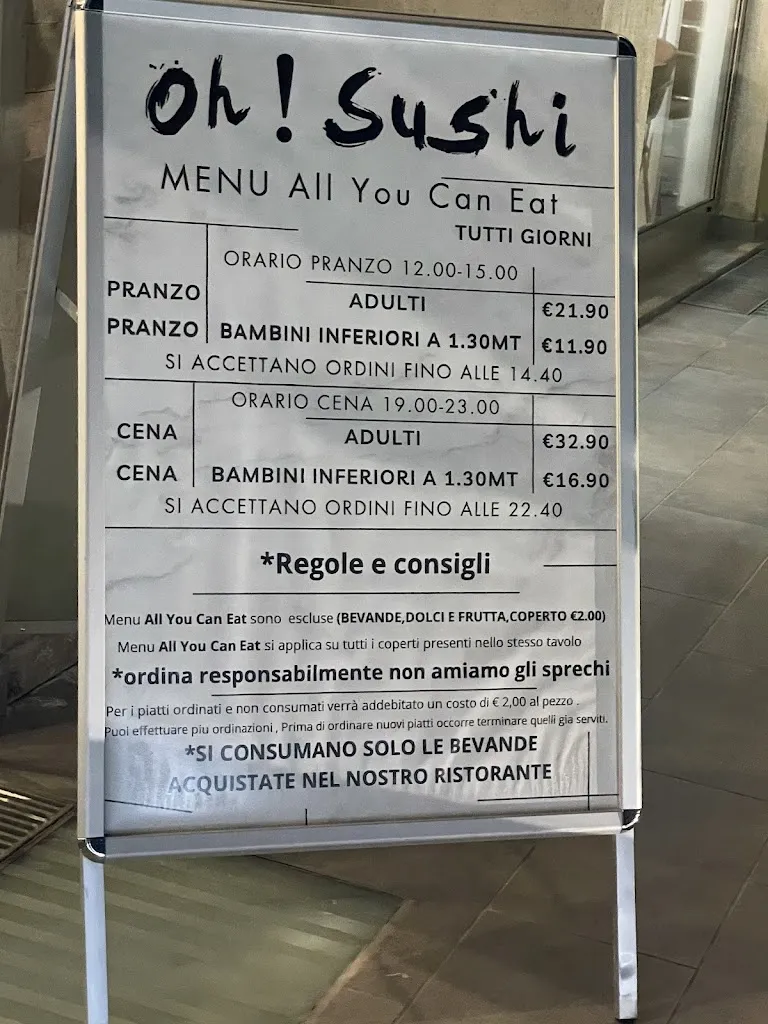 Oh! Sushi
MENU All You Can Eat
TUTTI GIORNI
ORARIO PRANZO 12.00-15.00
PRANZO ADULTI €21.90
PRANZO BAMBINI INFERIORI A 1.30MT €11.90
SI ACCETTANO ORDINI FINO ALLE 14.40
ORARIO CENA 19.00-23.00
CENA ADULTI €32.90
CENA BAMBINI INFERIORI A 1.30MT €16.90
SI ACCETTANO ORDINI FINO ALLE 22.40
*Regole e consigli
Menu All You Can Eat sono escluse (BEVANDE,DOLCI E FRUTTA,COPERTO €2.00)
Menu All You Can Eat si applica su tutti i coperti presenti nello stesso tavolo
*ordina responsabilmente non amiamo gli sprechi
Per i piatti ordinati e non consumati verrà addebitato un costo di € 2,00 al pezzo .
Puoi effettuare piu ordinazioni , Prima di ordinare nuovi piatti occorre terminare quelli gia serviti.
*SI CONSUMANO SOLO LE BEVANDE
ACQUISTATE NEL NOSTRO RISTORANTE